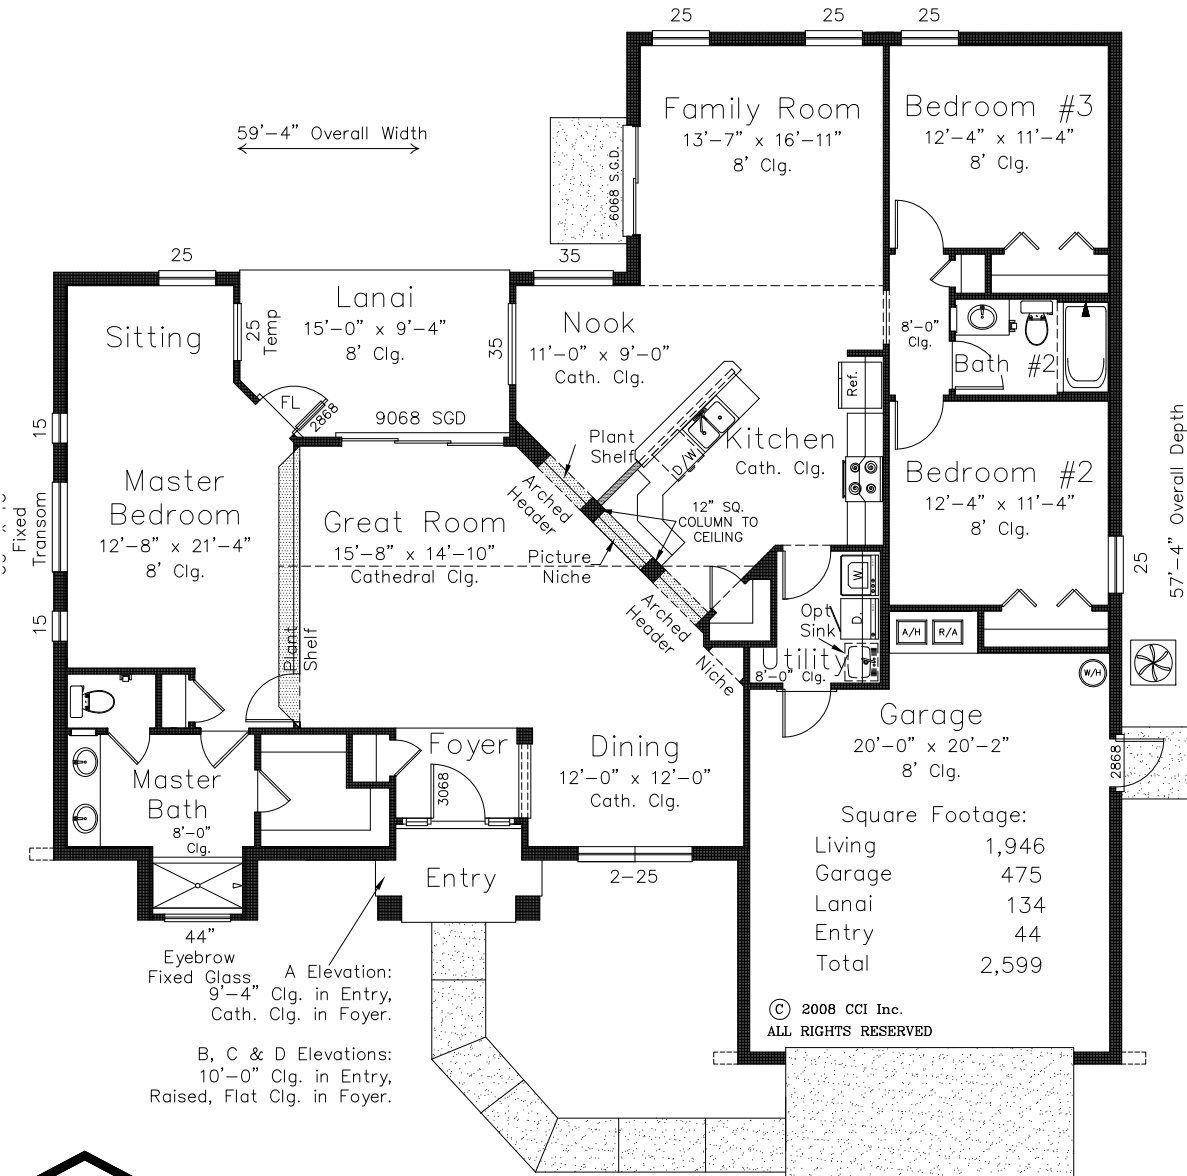 25
25
25
59'-4" Overall Width
Family Room
13'-7" x 16'-11"
8' Clg.
Bedroom #3
12'-4" x 11'-4"
8' Clg.
6068 S.G.D.
25
35
Sitting
25
Temp
Lanai
15'-0" x 9'-4"
8' Clg.
35
Nook
11'-0" x 9'-0"
Cath. Clg.
8'-0"
Clg.
Bath #2
Ref.
FL
2868
9068 SGD
15
Plant
Shelf
D/W
Kitchen
Cath. Clg.
Bedroom #2
12'-4" x 11'-4"
8' Clg.
57'-4" Overall Depth
Fixed
Transom
Master
Bedroom
12'-8" x 21'-4"
8' Clg.
Great Room
15'-8" x 14'-10"
Cathedral Clg.
Arched
Header
Picture
Niche
12" SQ.
COLUMN TO
CEILING
25
15
Plant
Shelf
Arched
Header
Niche
W
D.
Opt
Sink
Utility
8'-0" Clg.
A/H
R/A
W/H
Garage
20'-0" x 20'-2"
8' Clg.
2868
Master
Bath
8'-0"
Clg.
Foyer
3068
Dining
12'-0" x 12'-0"
Cath. Clg.
Entry
2-25
Square Footage:
Living 1,946
Garage 475
Lanai 134
Entry 44
Total 2,599
44"
Eyebrow
Fixed Glass
A Elevation:
9'-4" Clg. in Entry,
Cath. Clg. in Foyer.
B, C & D Elevations:
10'-0" Clg. in Entry,
Raised, Flat Clg. in Foyer.
© 2008 CCI Inc.
ALL RIGHTS RESERVED